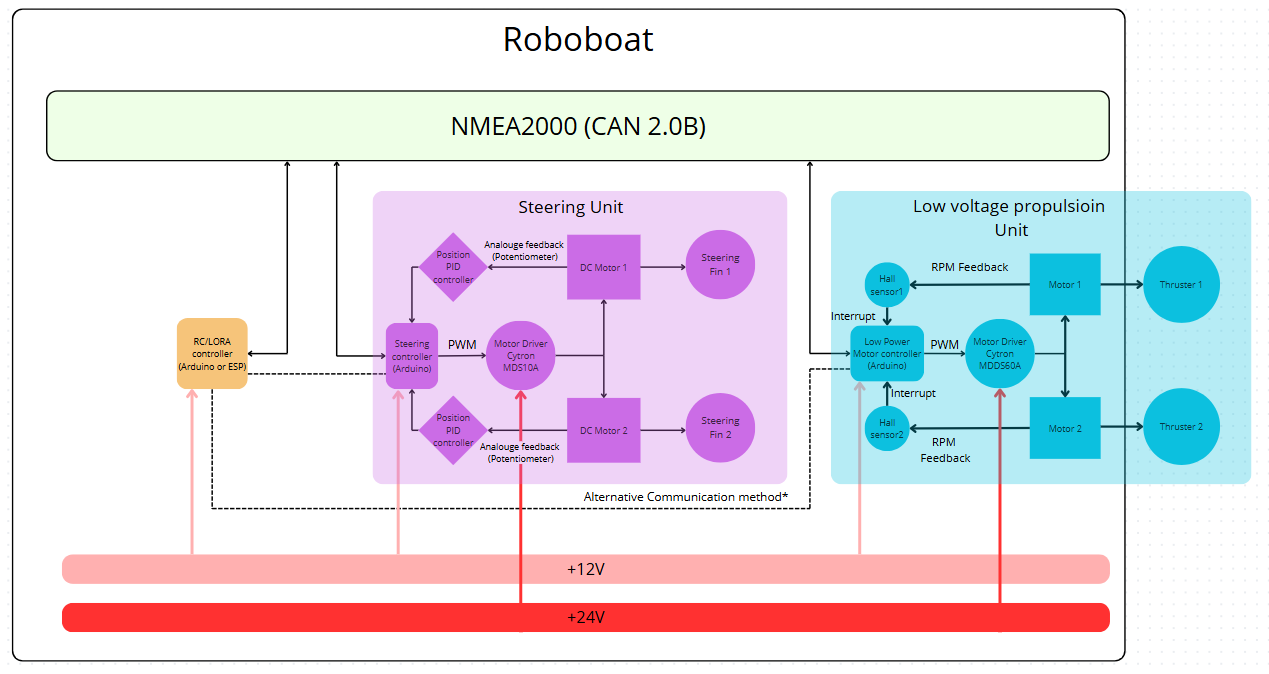 Roboboat
NMEA2000 (CAN 2.0B)
Steering Unit
Position
PID
controller
Analouge feedback
(Potentiometer)
DC Motor 1
Steering
Fin 1
RC/LORA
controller
(Arduino or ESP)
Steering
controller
(Arduino)
PWM
Motor Driver
Cytron
MDS10A
Position
PID
controller
Analouge feedback
(Potentiometer)
DC Motor 2
Steering
Fin 2
Low voltage propulsioin
Unit
Hall
sensor1
RPM Feedback
Motor 1
Thruster 1
Interrupt
Low Power
Motor controller
(Arduino)
PWM
Motor Driver
Cytron
MDDS60A
Interrupt
Hall
sensor2
RPM
Feedback
Motor 2
Thruster 2
Alternative Communication method*
+12V
+24V